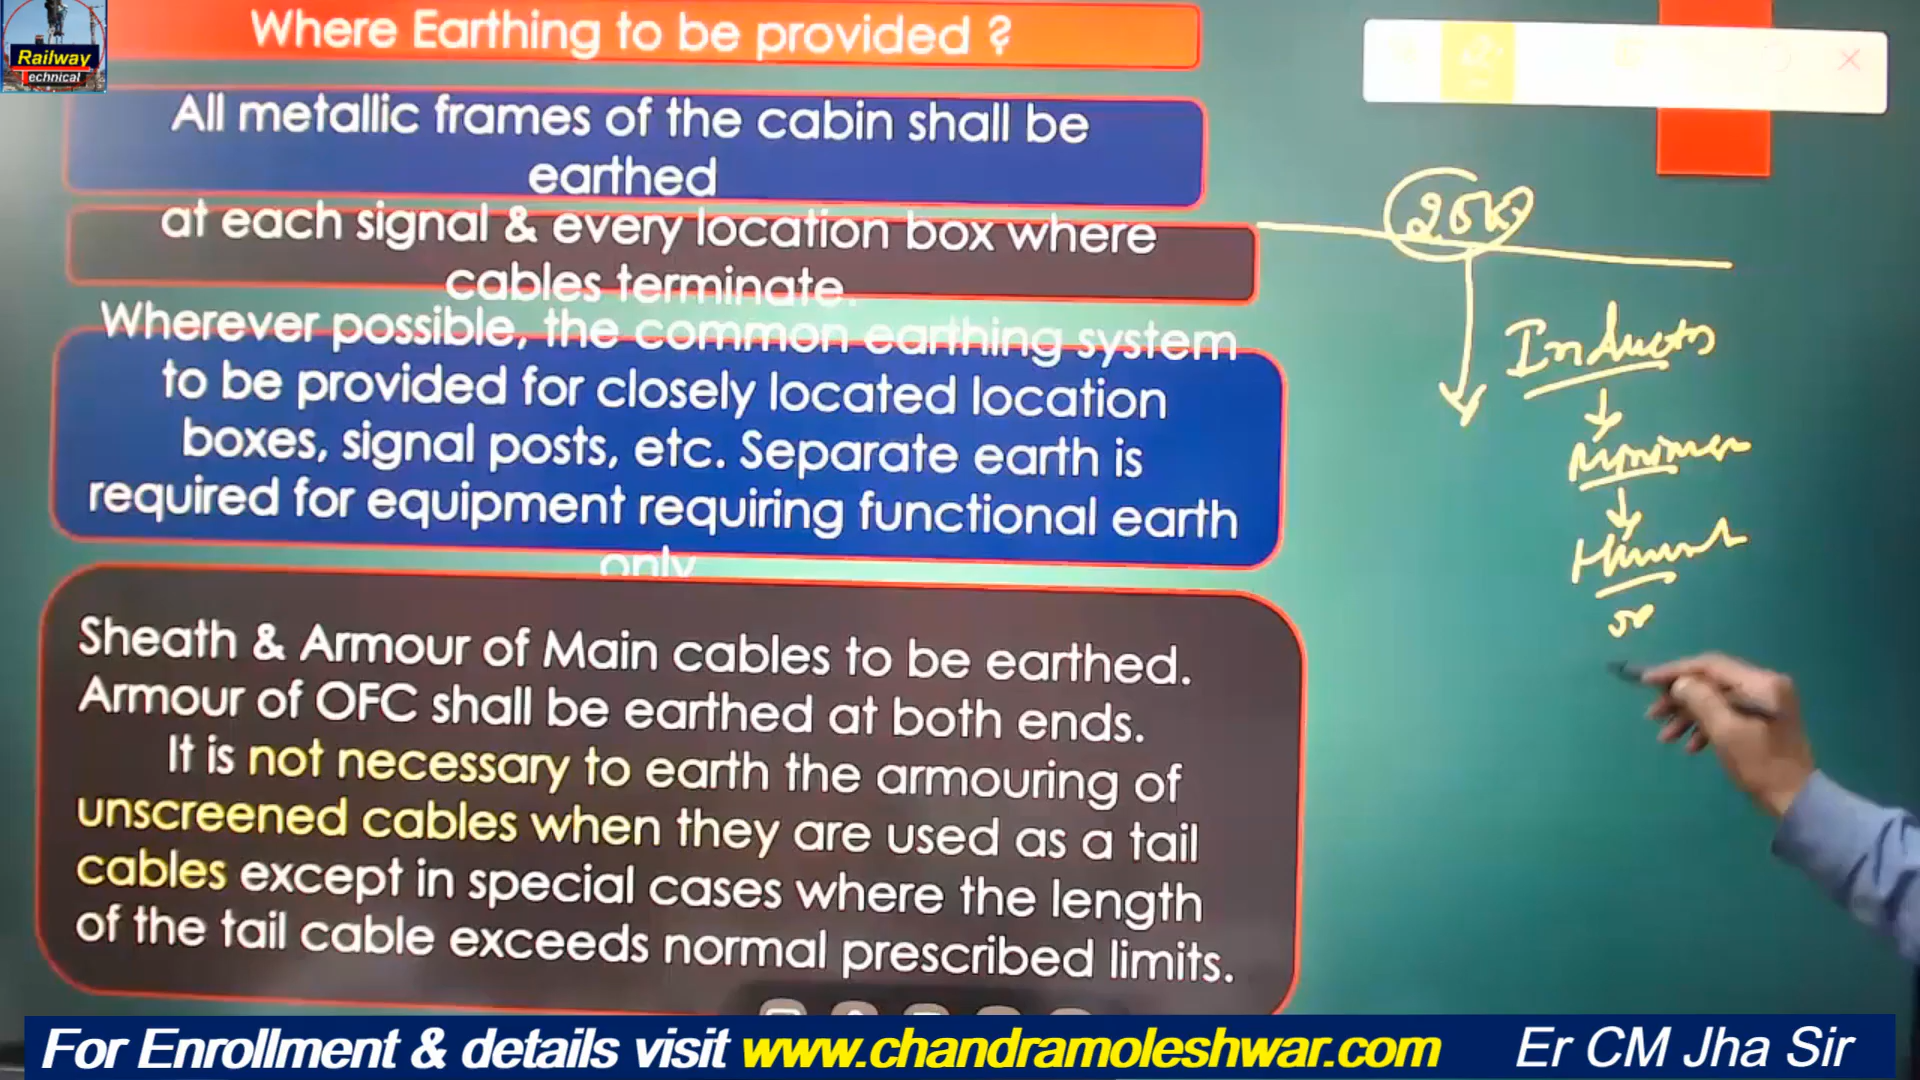 Railway
echnical
Where Earthing to be provided ?
All metallic frames of the cabin shall be
earthed
at each signal & every location box where
cables terminate.
Wherever possible, the common earthing system
to be provided for closely located location
boxes, signal posts, etc. Separate earth is
required for equipment requiring functional earth
only
Sheath & Armour of Main cables to be earthed.
Armour of OFC shall be earthed at both ends.
It is not necessary to earth the armouring of
unscreened cables when they are used as a tail
cables except in special cases where the length
of the tail cable exceeds normal prescribed limits.
For Enrollment & details visit www.chandramoleshwar.com Er CM Jha Sir